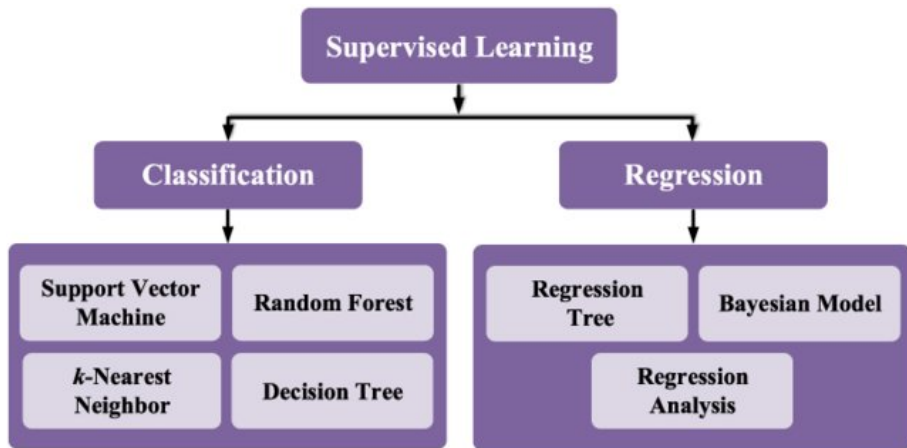 Supervised Learning
Classification
Regression
Support Vector
Machine
Random Forest
k-Nearest
Neighbor
Decision Tree
Regression
Tree
Bayesian Model
Regression
Analysis